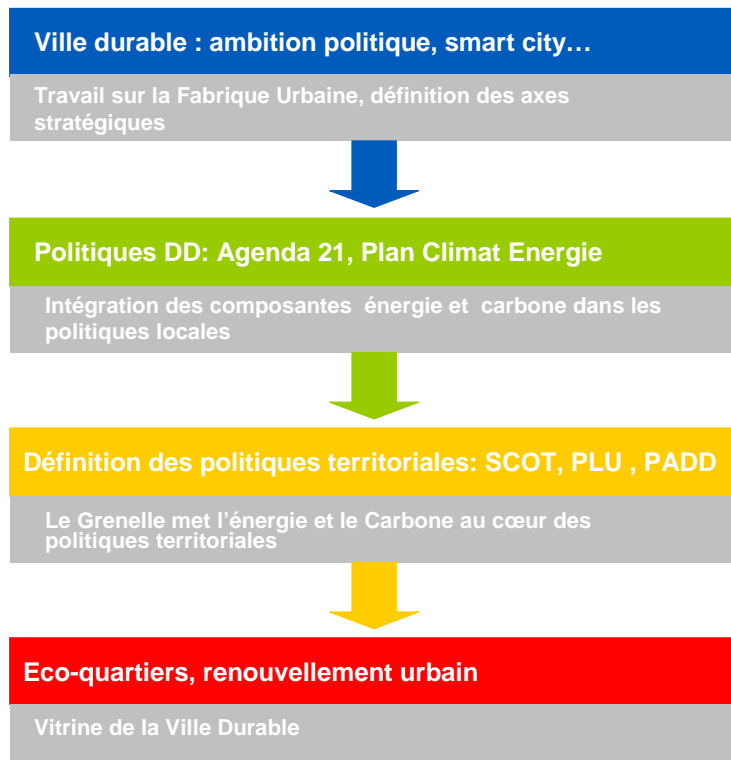 Ville durable : ambition politique, smart city…
Travail sur la Fabrique Urbaine, définition des axes
stratégiques
Politiques DD: Agenda 21, Plan Climat Energie
Intégration des composantes énergie et carbone dans les
politiques locales
Définition des politiques territoriales: SCOT, PLU , PADD
Le Grenelle met l'énergie et le Carbone au cœur des
politiques territoriales
Eco-quartiers, renouvellement urbain
Vitrine de la Ville Durable